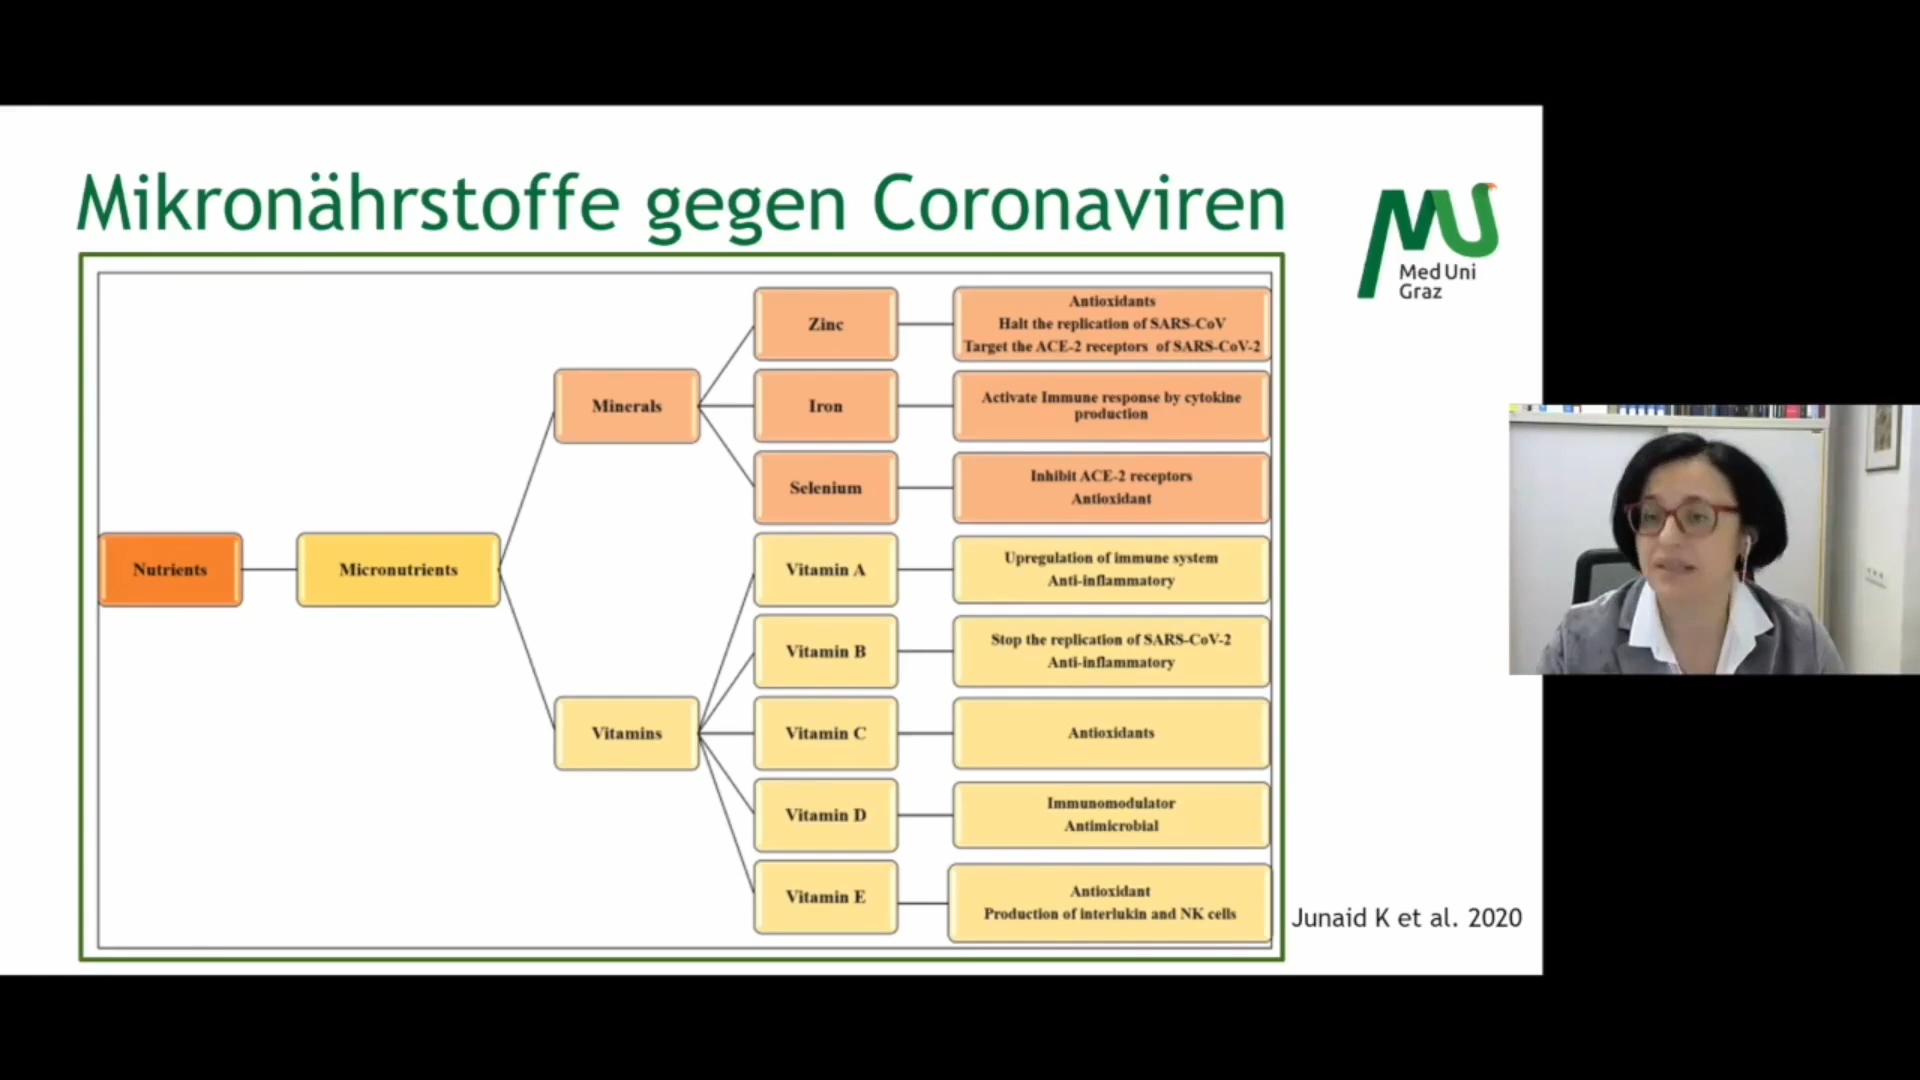 Mikronährstoffe gegen Coronaviren
Med Uni
Graz
Nutrients
Micronutrients
Minerals
Vitamins
Zinc
Antioxidants
Halt the replication of SARS-CoV
Target the ACE-2 receptors of SARS-CoV-2
Iron
Activate Immune response by cytokine
production
Selenium
Inhibit ACE-2 receptors
Antioxidant
Vitamin A
Upregulation of immune system
Anti-inflammatory
Vitamin B
Stop the replication of SARS-CoV-2
Anti-inflammatory
Vitamin C
Antioxidants
Vitamin D
Immunomodulator
Antimicrobial
Vitamin E
Antioxidant
Production of interlukin and NK cells
Junaid K et al. 2020